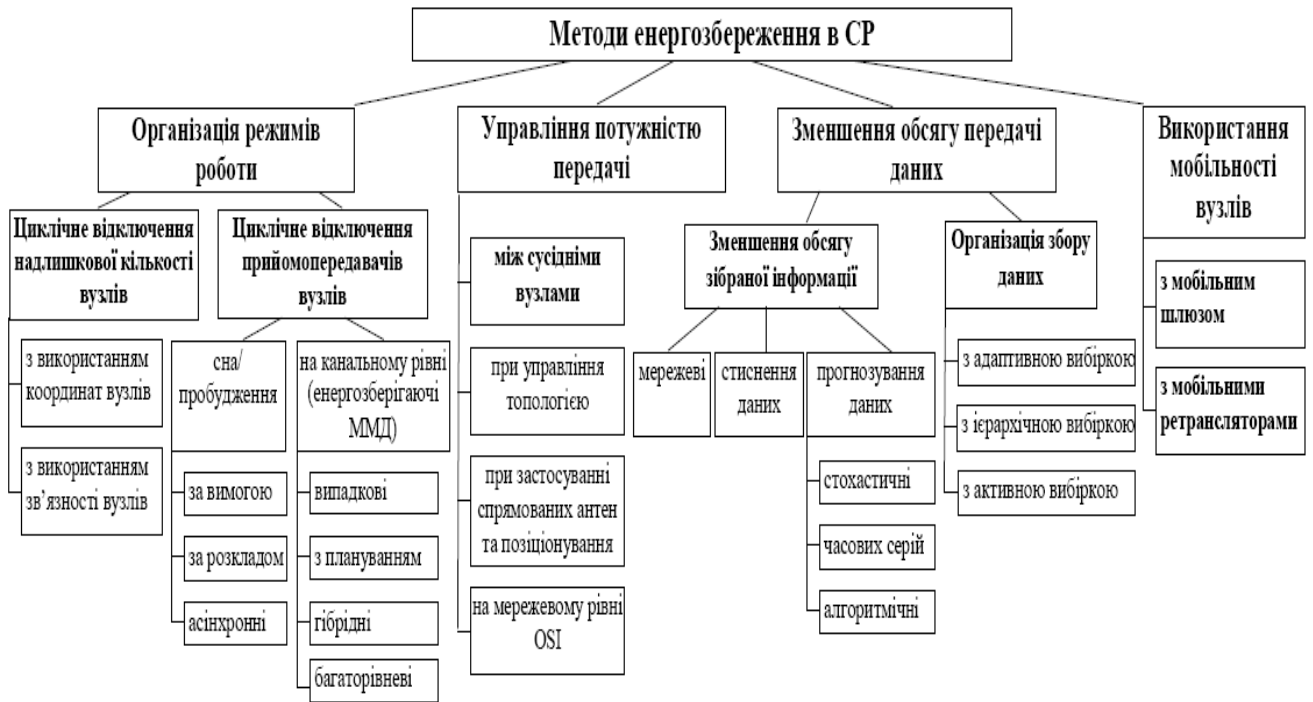 Методи енергозбереження в СР
Організація режимів
роботи
Управління потужністю
передачі
Зменшення обсягу передачі
даних
Використання
мобільності
вузлів
Циклічне відключення
надлишкової кількості
вузлів
Циклічне відключення
прийомопередавачів
вузлів
між сусідніми
вузлами
Зменшення обсягу
зібраної інформації
Організація збору
даних
з мобільним
шлюзом
з використанням
координат вузлів
сна/
пробудження
на канальному рівні
(енергозберігаючі
ММД)
при управління
топологією
мережеві
стиснення
даних
прогнозування
даних
з адаптивною вибіркою
з мобільними
ретрансляторами
з ієрархічною вибіркою
з використанням
зв’язності вузлів
за вимогою
випадкові
при застосуванні
спрямованих антен
та позіціонування
стохастичні
з активною вибіркою
за розкладом
з плануванням
часових серій
асінхронні
гібрідні
на мережевому рівні
OSI
алгоритмічні
багаторівневі